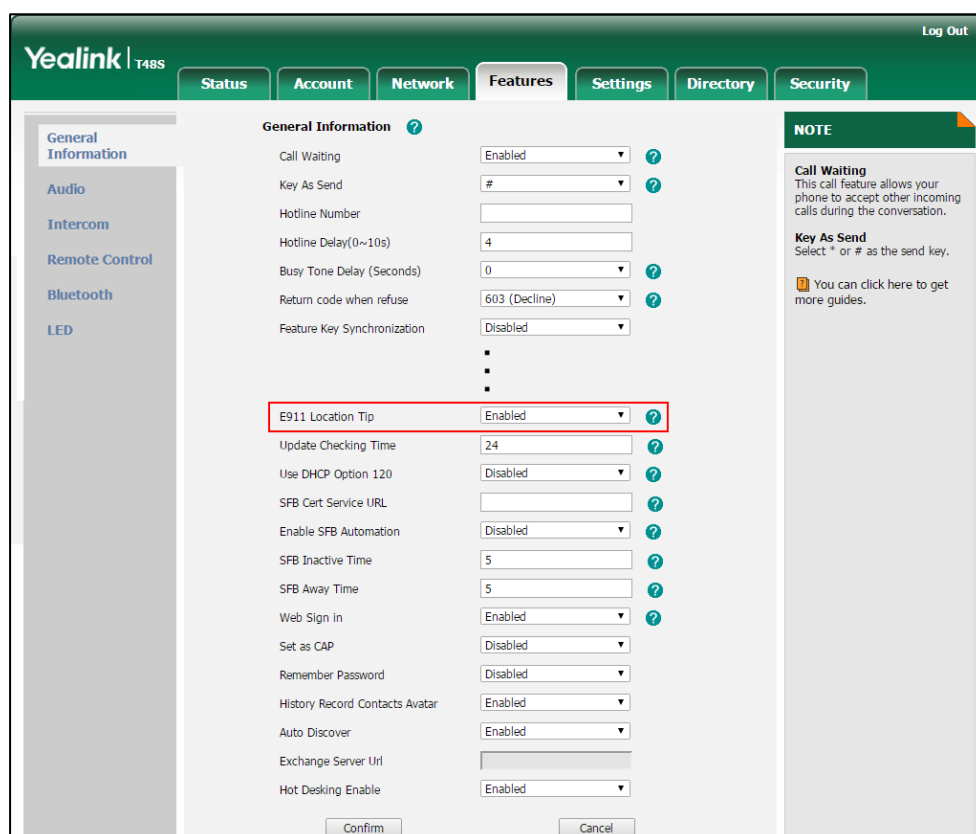 Log Out
Yealink | T48S
Status Account Network Features Settings Directory Security
General Information
Audio
Intercom
Remote Control
Bluetooth
LED
General Information ?
Call Waiting Enabled ?
Key As Send # ?
Hotline Number
Hotline Delay(0~10s) 4
Busy Tone Delay (Seconds) 0 ?
Return code when refuse 603 (Decline) ?
Feature Key Synchronization Disabled
E911 Location Tip Enabled ?
Update Checking Time 24 ?
Use DHCP Option 120 Disabled ?
SFB Cert Service URL ?
Enable SFB Automation Disabled ?
SFB Inactive Time 5 ?
SFB Away Time 5 ?
Web Sign in Enabled ?
Set as CAP Disabled
Remember Password Disabled
History Record Contacts Avatar Enabled
Auto Discover Enabled
Exchange Server Url
Hot Desking Enable Enabled
Confirm Cancel
NOTE
Call Waiting
This call feature allows your
phone to accept other incoming
calls during the conversation.
Key As Send
Select * or # as the send key.
? You can click here to get
more guides.